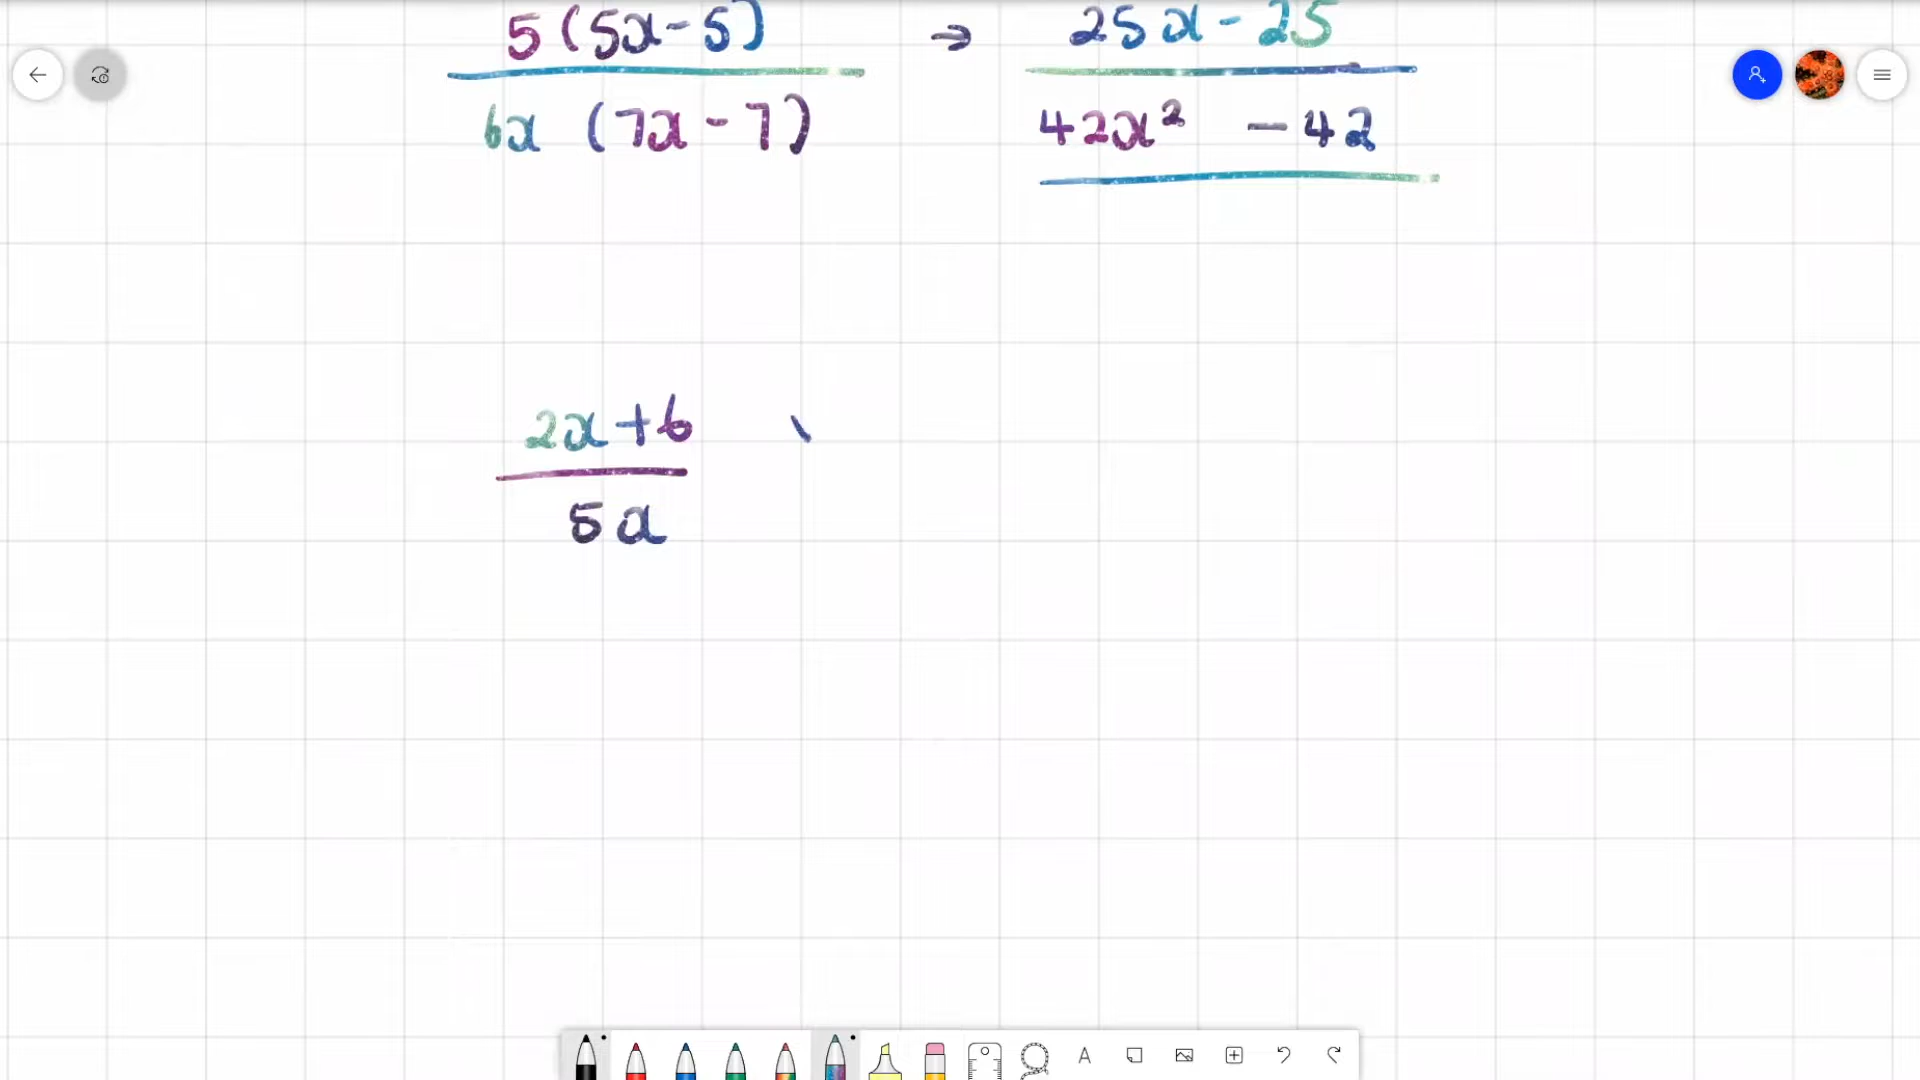 5(5x-5) → 25x-25
6x (7x-7) 42x² -42
2x+6 \
5x
A